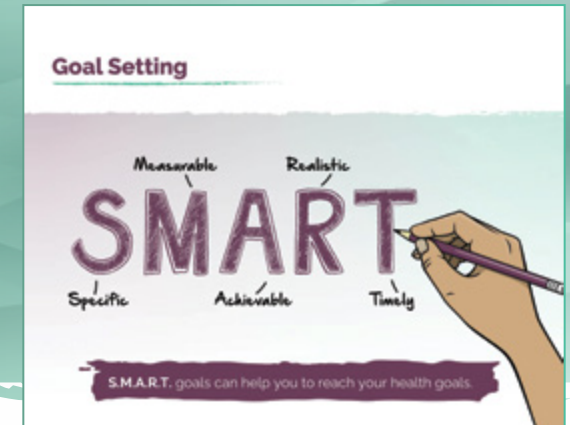 Goal Setting
Measurable Realistic
SMART
Specific Achievable Timely
S.M.A.R.T. goals can help you to reach your health goals.